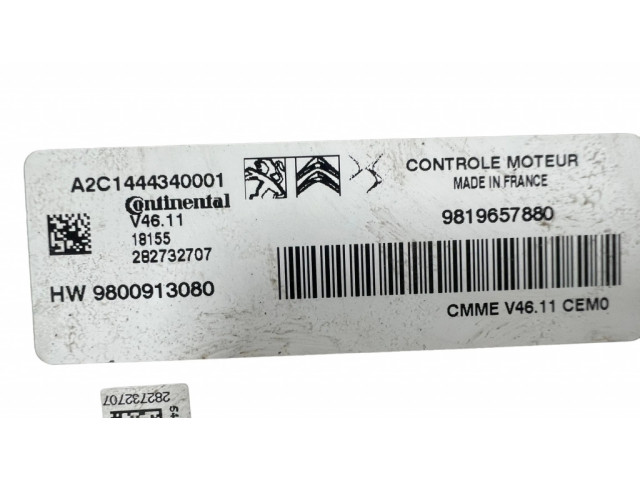 A2C1444340001
Continental
V46.11
18155
282732707
HW 9800913080
CONTROLE MOTEUR
MADE IN FRANCE
9819657880
CMME V46.11 CEM0
282732707